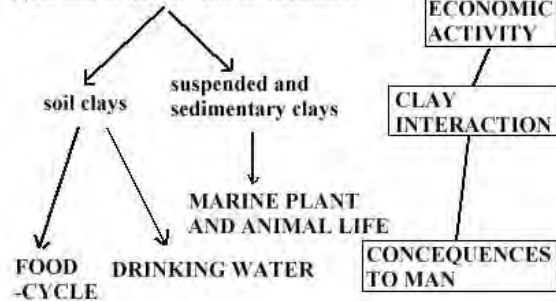 ECONOMIC
ACTIVITY
suspended and
sedimentary clays
soil clays
CLAY
INTERACTION
MARINE PLANT
AND ANIMAL LIFE
FOOD
-CYCLE
DRINKING WATER
CONCEQUENCES
TO MAN